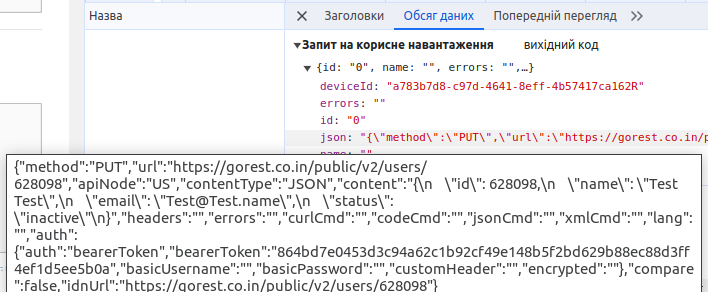 Назва
Заголовки Обсяг даних Попередній перегляд
Запит на корисне навантаження вихідний код
{id: "0", name: "", errors: "",…}
deviceId: "a783b7d8-c97d-4641-8eff-4b57417ca162R"
errors: ""
id: "0"
json: "{\"method\":\"PUT\",\"url\":\"https://gorest.co.in/p
{"method":"PUT","url":"https://gorest.co.in/public/v2/users/
628098","apiNode":"US","contentType":"JSON","content":"{\n   \"id\": 628098,\n   \"name\": \"Test
Test\",\n   \"email\": \"Test@Test.name\",\n   \"status\":
\"inactive\"\n}","headers":"","errors":"","curlCmd":"","codeCmd":"","jsonCmd":"","xmlCmd":"","lang":
"","auth":
{"auth":"bearerToken","bearerToken":"864bd7e0453d3c94a62c1b92cf49e148b5f2bd629b88ec88d3ff
4ef1d5ee5b0a","basicUsername":"","basicPassword":"","customHeader":"","encrypted":""},"compare
":false,"idnUrl":"https://gorest.co.in/public/v2/users/628098"}